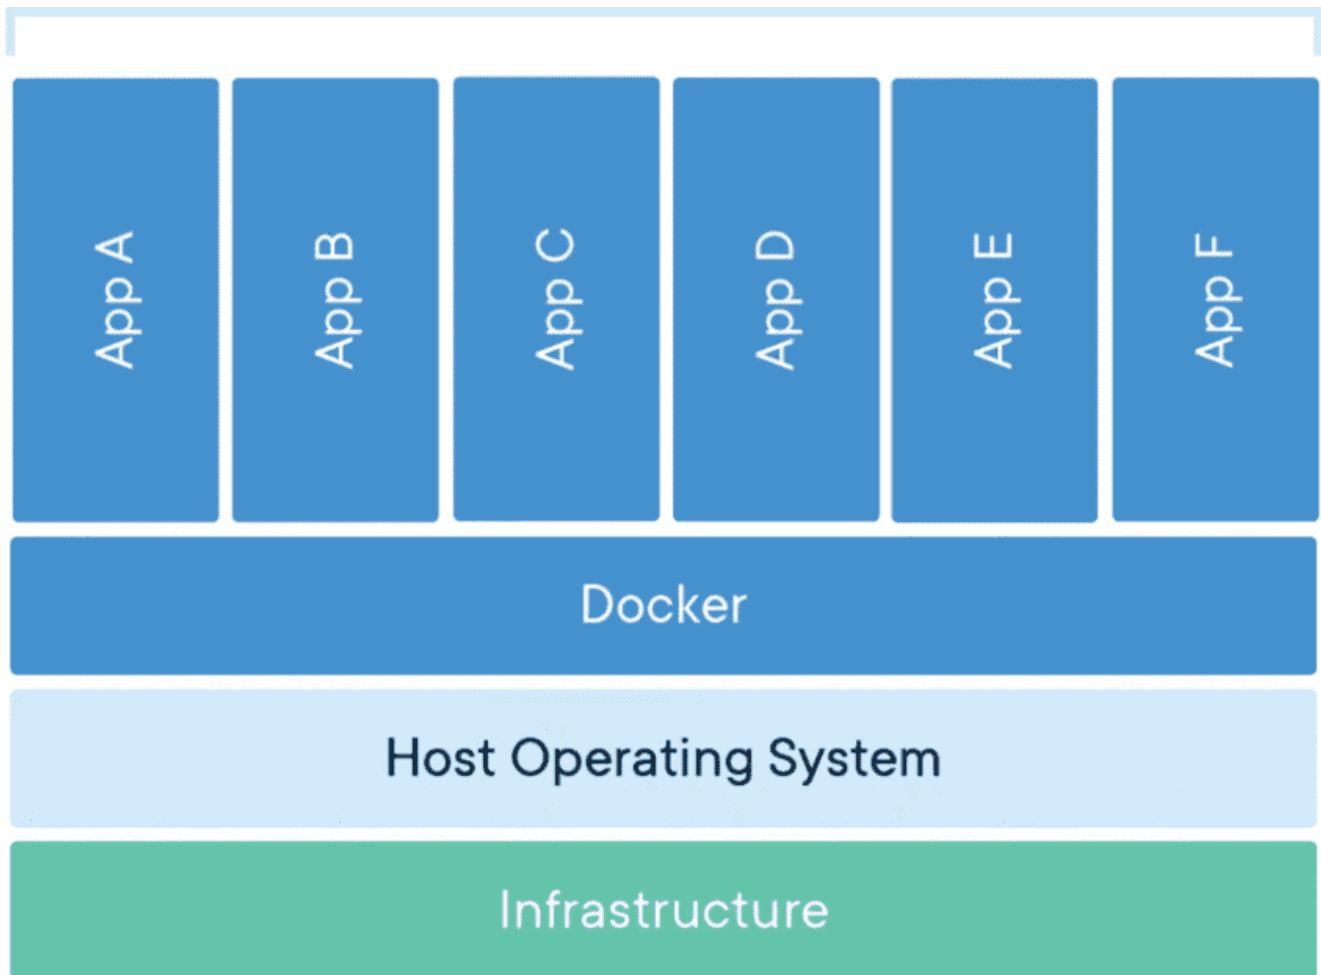 App A
App B
App C
App D
App E
App F
Docker
Host Operating System
Infrastructure